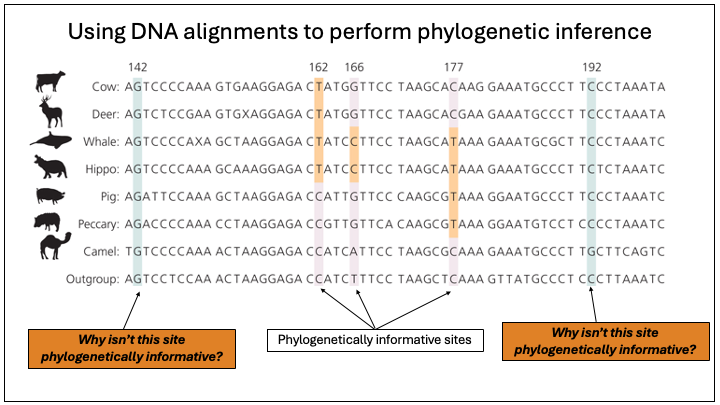 Using DNA alignments to perform phylogenetic inference
142 162 166 177 192
Cow: AGTCCCCAAA GTGAAGGAGA CTATGGTTCC TAAGCACAAG GAAATGCCCT TCCCTAAATA
Deer: AGTCTCCGAA GTGXAGGAGA CTATGGTTCC TAAGCACGAA GAAATGCCCT TCCCTAAATA
Whale: AGTCCCCAXA GCTAAGGAGA CTATCCTTCC TAAGCATAAA GAAATGCGCT TCCCTAAATC
Hippo: AGTCCCCAAA GCAAAGGAGA CTATCCTTCC TAAGCATAAA GAAATGCCCT TCTCTAAATC
Pig: AGATTCCAAA GCTAAGGAGA CCATTGTTCC CAAGCGTAAA GGAATGCCCT TCCCTAAATC
Peccary: AGACCCCAAA CCTAAGGAGA CCGTTGTTCA CAAGCGTAAA GGAATGTCCT CCCCTAAATC
Camel: TGTCCCCAAA ACTAAGGAGA CCATCATTCC TAAGCGCAAA GAAATGCCCT TGCTTCAGTC
Outgroup: AGTCCTCCAA ACTAAGGAGA CCATCTTTCC TAAGCTCAAA GTTATGCCCT CCCTTAAATC
Why isn't this site
phylogenetically informative?
Phylogenetically informative sites
Why isn't this site
phylogenetically informative?